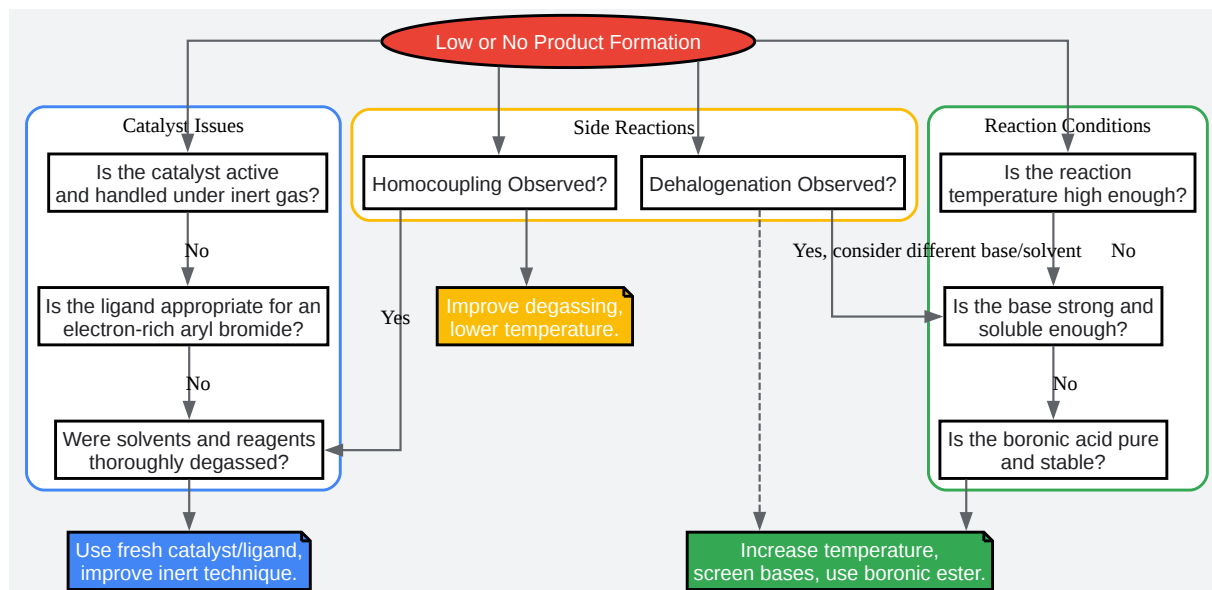 Low or No Product Formation
Catalyst Issues
Side Reactions
Reaction Conditions
Is the catalyst active
and handled under inert gas?
Homocoupling Observed?
Dehalogenation Observed?
Is the reaction
temperature high enough?
No
Yes, consider different base/solvent
No
Is the ligand appropriate for an
electron-rich aryl bromide?
Yes
Improve degassing,
lower temperature.
Is the base strong and
soluble enough?
No
No
Were solvents and reagents
thoroughly degassed?
Is the boronic acid pure
and stable?
Use fresh catalyst/ligand,
improve inert technique.
Increase temperature,
screen bases, use boronic ester.